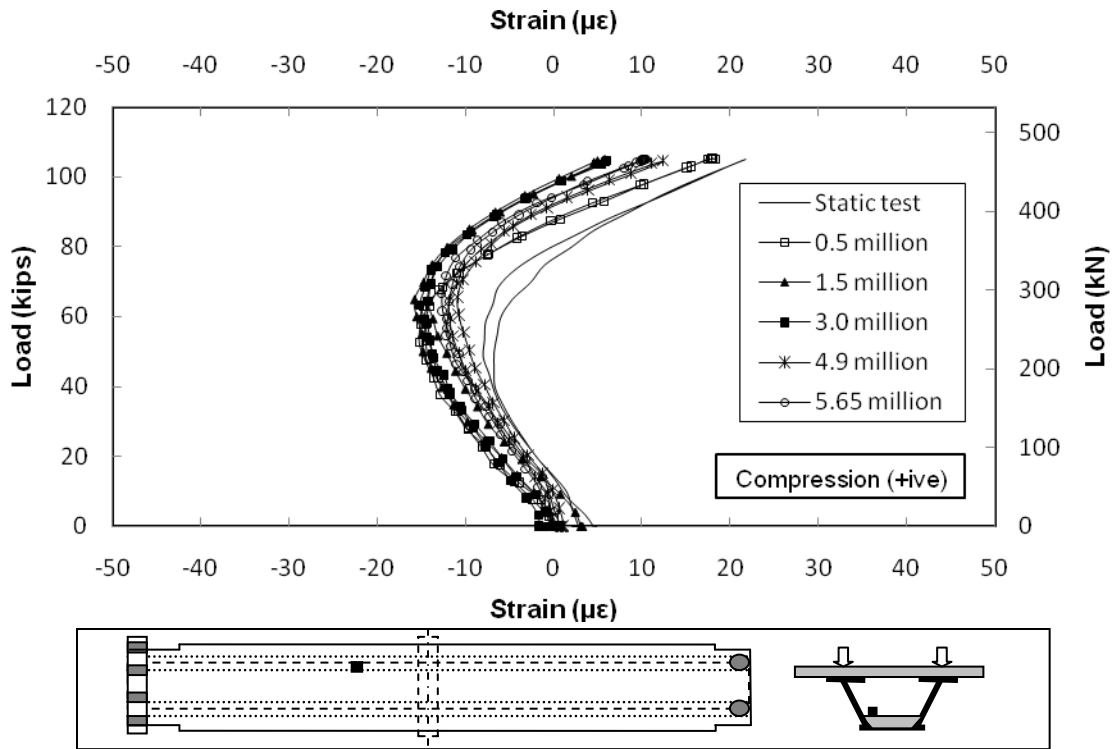 Strain (µε)
-50 -40 -30 -20 -10 0 10 20 30 40 50
120
100
80
60
40
20
0
Load (kips)
500
400
300
200
100
0
Load (kN)
Static test
0.5 million
1.5 million
3.0 million
4.9 million
5.65 million
Compression (+ive)
-50 -40 -30 -20 -10 0 10 20 30 40 50
Strain (µε)